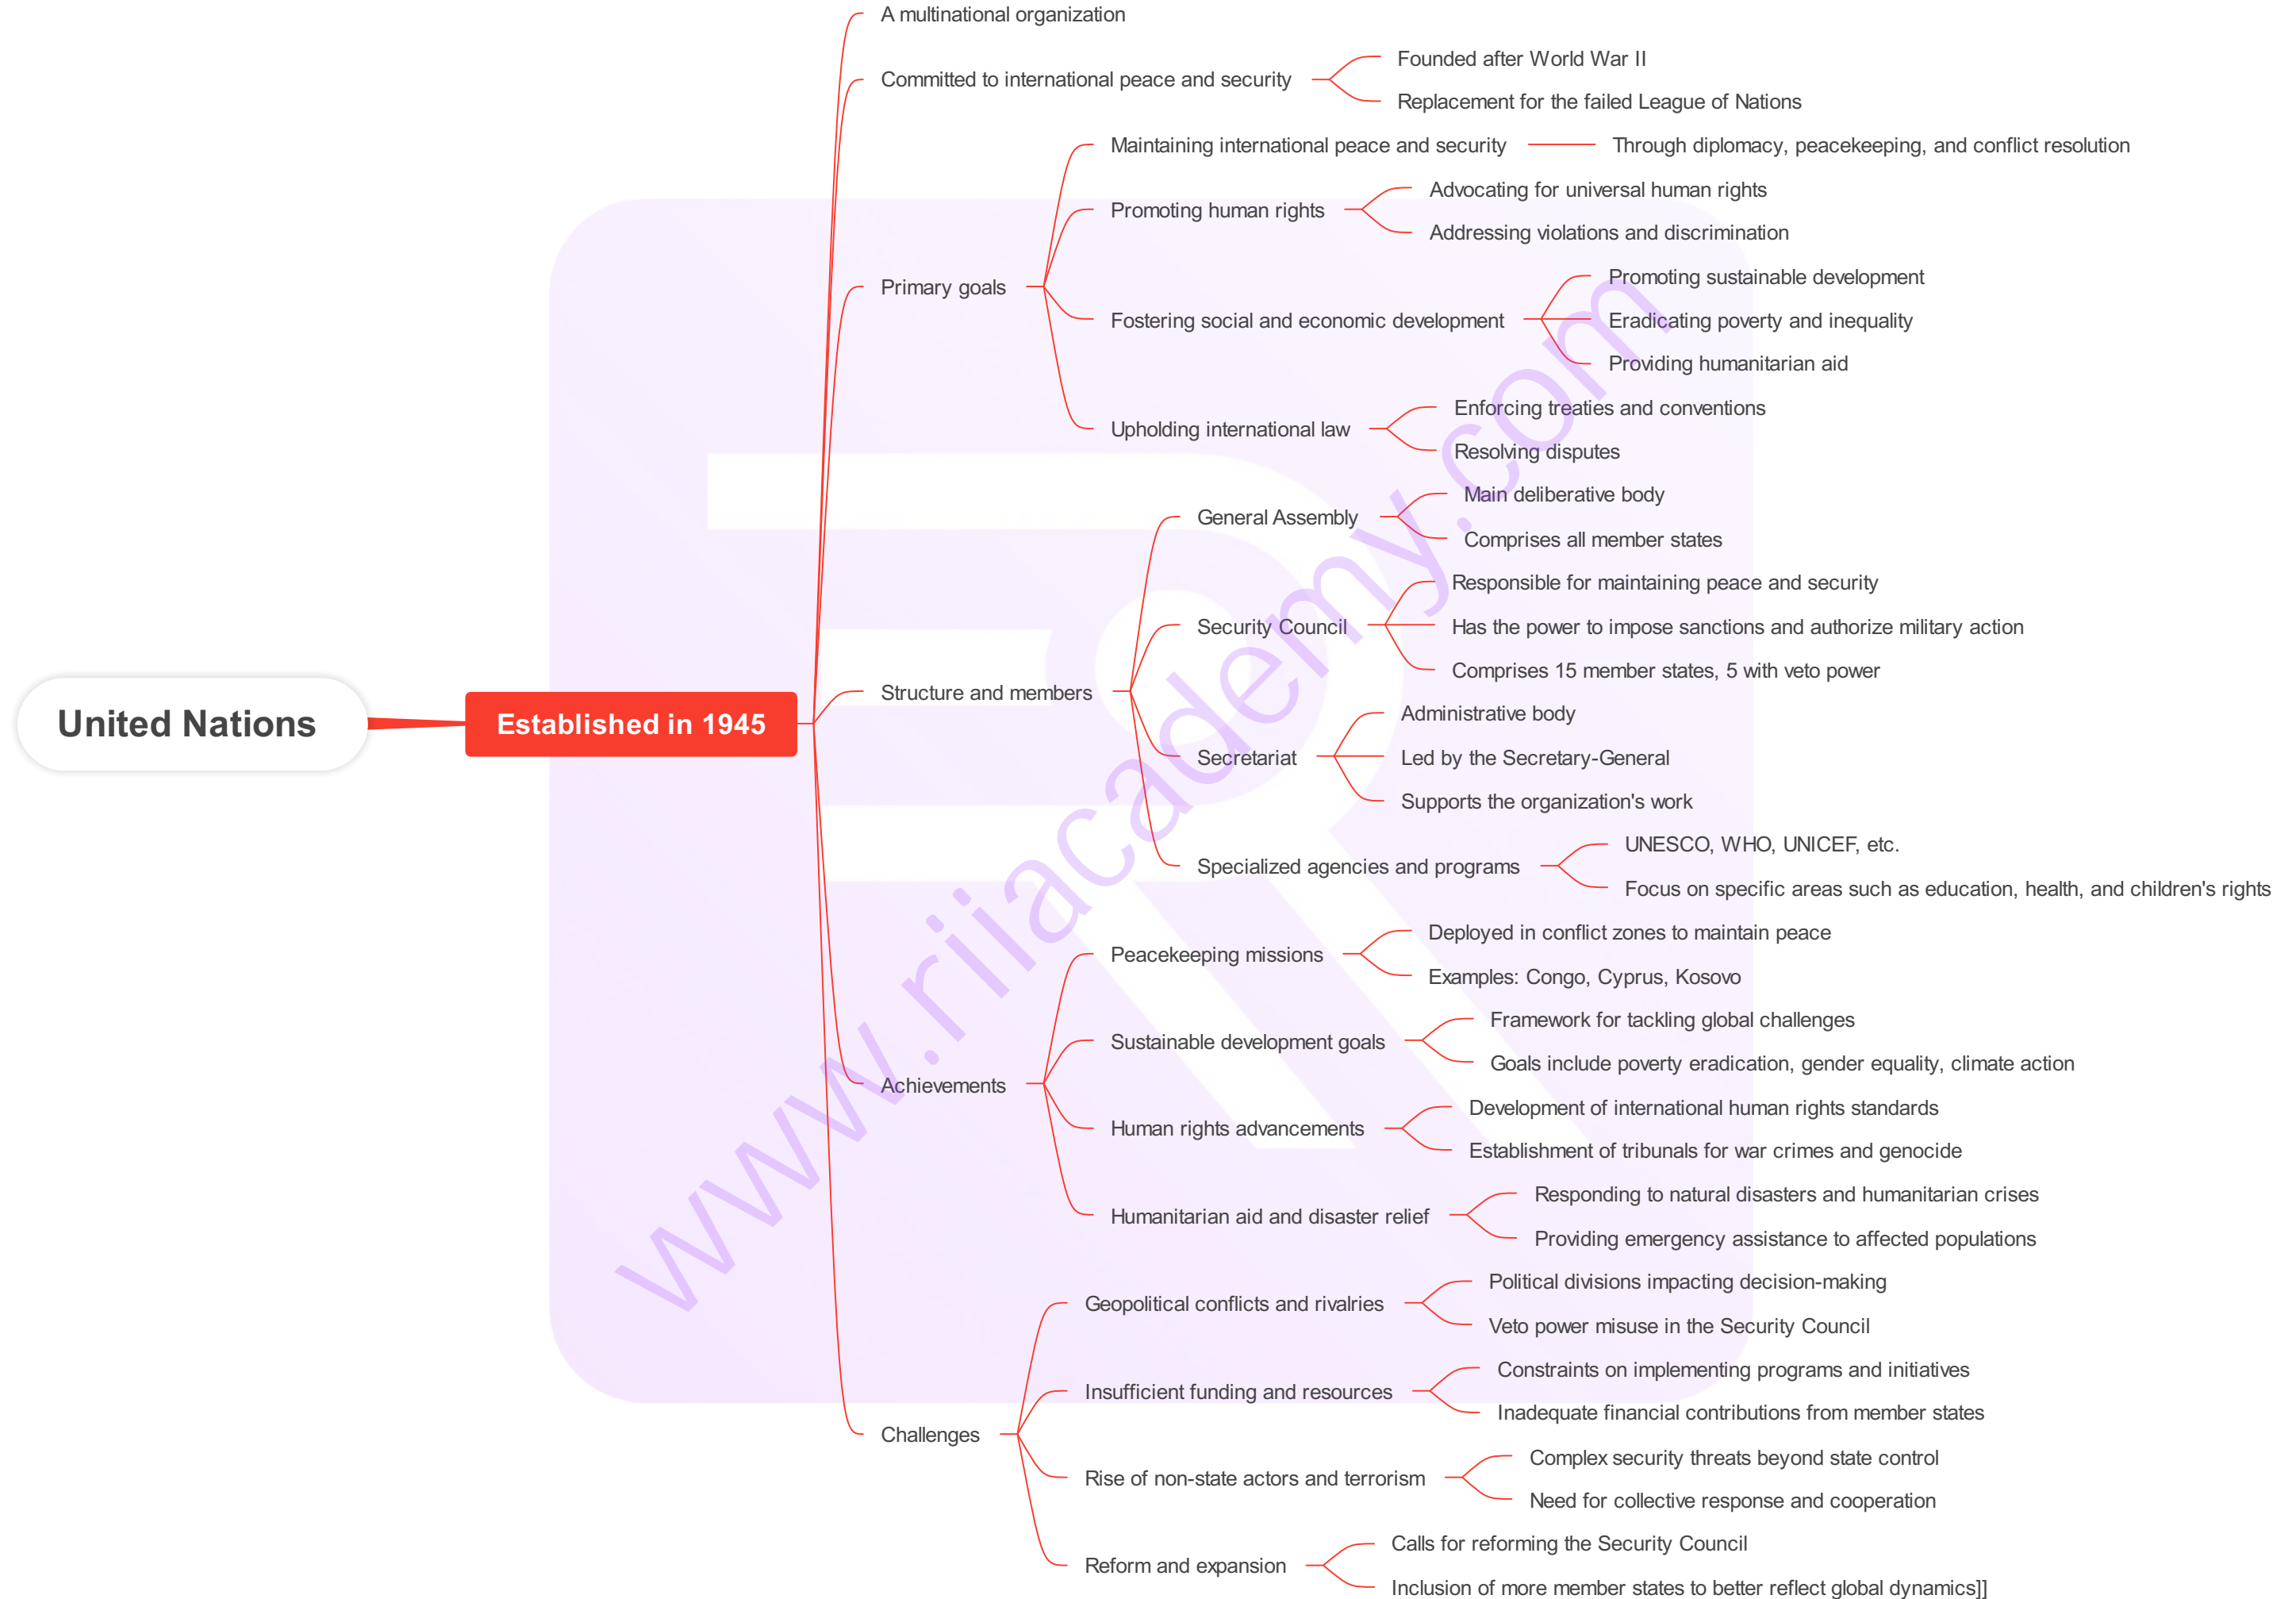 United Nations
Established in 1945
A multinational organization
Committed to international peace and security
Founded after World War II
Replacement for the failed League of Nations
Primary goals
Maintaining international peace and security
Through diplomacy, peacekeeping, and conflict resolution
Promoting human rights
Advocating for universal human rights
Addressing violations and discrimination
Fostering social and economic development
Promoting sustainable development
Eradicating poverty and inequality
Providing humanitarian aid
Upholding international law
Enforcing treaties and conventions
Resolving disputes
Structure and members
General Assembly
Main deliberative body
Comprises all member states
Security Council
Responsible for maintaining peace and security
Has the power to impose sanctions and authorize military action
Comprises 15 member states, 5 with veto power
Secretariat
Administrative body
Led by the Secretary-General
Supports the organization's work
Specialized agencies and programs
UNESCO, WHO, UNICEF, etc.
Focus on specific areas such as education, health, and children's rights
Achievements
Peacekeeping missions
Deployed in conflict zones to maintain peace
Examples: Congo, Cyprus, Kosovo
Sustainable development goals
Framework for tackling global challenges
Goals include poverty eradication, gender equality, climate action
Human rights advancements
Development of international human rights standards
Establishment of tribunals for war crimes and genocide
Humanitarian aid and disaster relief
Responding to natural disasters and humanitarian crises
Providing emergency assistance to affected populations
Challenges
Geopolitical conflicts and rivalries
Political divisions impacting decision-making
Veto power misuse in the Security Council
Insufficient funding and resources
Constraints on implementing programs and initiatives
Inadequate financial contributions from member states
Rise of non-state actors and terrorism
Complex security threats beyond state control
Need for collective response and cooperation
Reform and expansion
Calls for reforming the Security Council
Inclusion of more member states to better reflect global dynamics]]
www.riiacademy.com